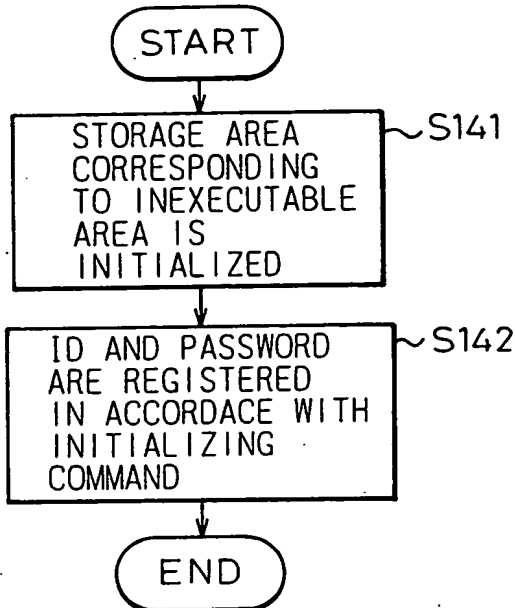 START
STORAGE AREA
CORRESPONDING
TO INEXECUTABLE
AREA IS
INITIALIZED
S141
ID AND PASSWORD
ARE REGISTERED
IN ACCORDACE WITH
INITIALIZING
COMMAND
S142
END